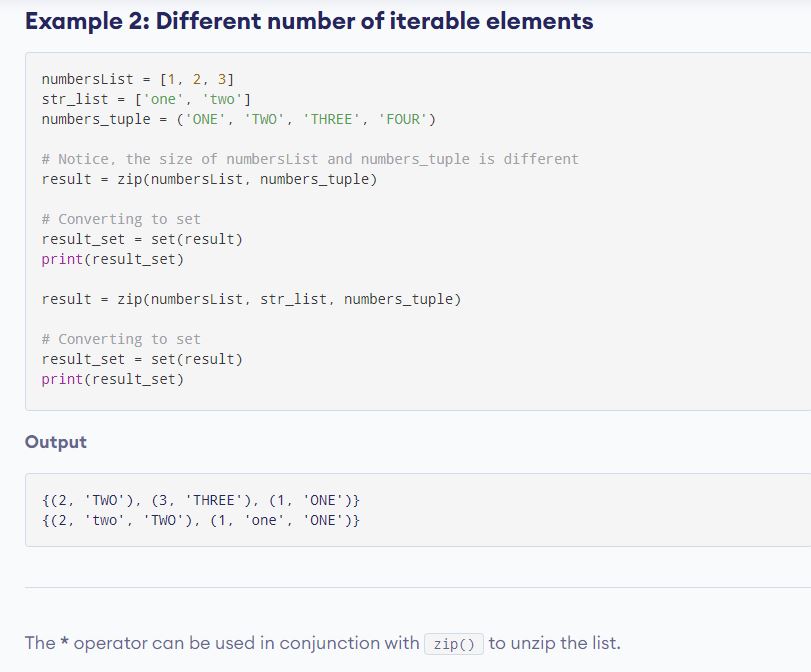 Example 2: Different number of iterable elements
numbersList = [1, 2, 3]
str_list = ['one', 'two']
numbers_tuple = ('ONE', 'TWO', 'THREE', 'FOUR')
# Notice, the size of numbersList and numbers_tuple is different
result = zip(numbersList, numbers_tuple)
# Converting to set
result_set = set(result)
print(result_set)
result = zip(numbersList, str_list, numbers_tuple)
# Converting to set
result_set = set(result)
print(result_set)
Output
{(2, 'TWO'), (3, 'THREE'), (1, 'ONE')}
{(2, 'two', 'TWO'), (1, 'one', 'ONE')}
The * operator can be used in conjunction with zip() to unzip the list.